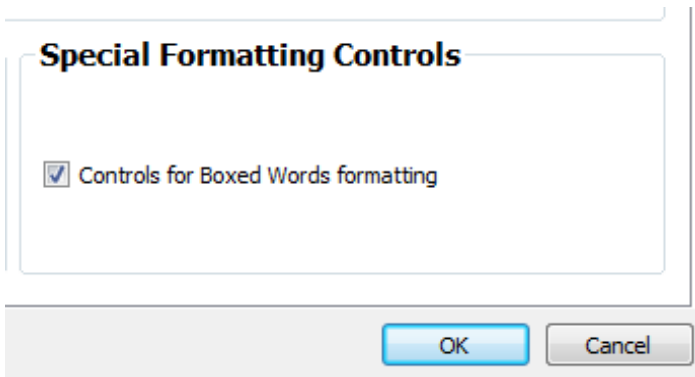 Special Formatting Controls
Controls for Boxed Words formatting
OK
Cancel